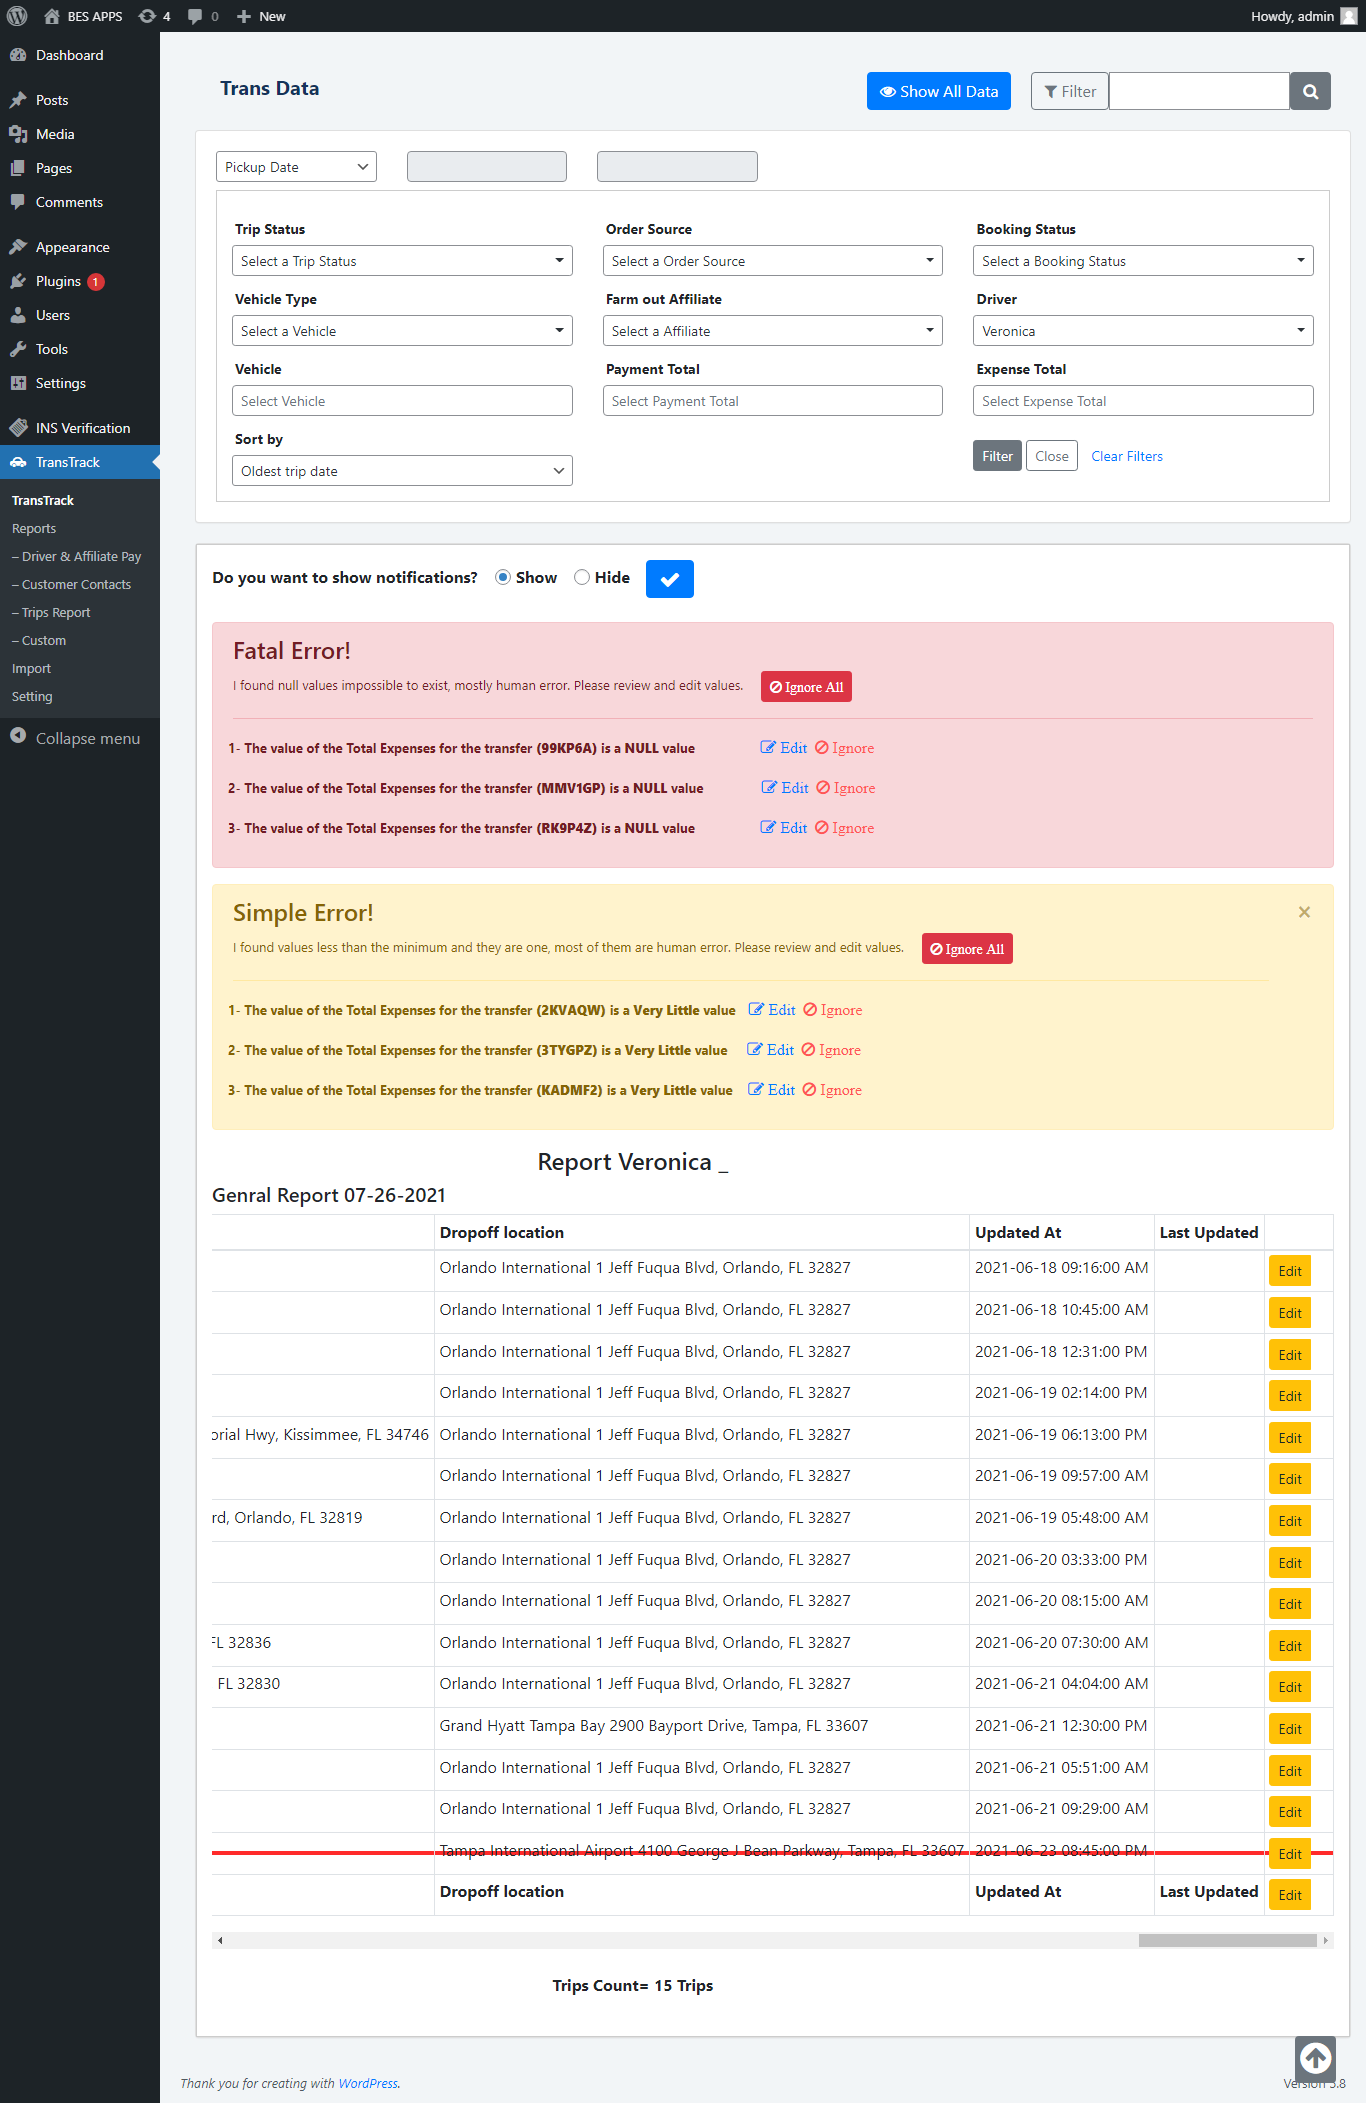 BES APPS 4 0 New Howdy, admin
Dashboard
Posts
Media
Pages
Comments
Appearance
Plugins 1
Users
Tools
Settings
INS Verification
TransTrack
TransTrack
Reports
– Driver & Affiliate Pay
– Customer Contacts
– Trips Report
– Custom
Import
Setting
Collapse menu
Trans Data Show All Data Filter
Pickup Date
Trip Status Order Source Booking Status
Select a Trip Status Select a Order Source Select a Booking Status
Vehicle Type Farm out Affiliate Driver
Select a Vehicle Select a Affiliate Veronica
Vehicle Payment Total Expense Total
Select Vehicle Select Payment Total Select Expense Total
Sort by
Oldest trip date Filter Close Clear Filters
Do you want to show notifications? Show Hide
Fatal Error!
I found null values impossible to exist, mostly human error. Please review and edit values. Ignore All
1- The value of the Total Expenses for the transfer (99KP6A) is a NULL value Edit Ignore
2- The value of the Total Expenses for the transfer (MMV1GP) is a NULL value Edit Ignore
3- The value of the Total Expenses for the transfer (RK9P4Z) is a NULL value Edit Ignore
Simple Error! ×
I found values less than the minimum and they are one, most of them are human error. Please review and edit values. Ignore All
1- The value of the Total Expenses for the transfer (2KVAQW) is a Very Little value Edit Ignore
2- The value of the Total Expenses for the transfer (3TYGPZ) is a Very Little value Edit Ignore
3- The value of the Total Expenses for the transfer (KADMF2) is a Very Little value Edit Ignore
Report Veronica _
Genral Report 07-26-2021
Dropoff location Updated At Last Updated
Orlando International 1 Jeff Fuqua Blvd, Orlando, FL 32827 2021-06-18 09:16:00 AM Edit
Orlando International 1 Jeff Fuqua Blvd, Orlando, FL 32827 2021-06-18 10:45:00 AM Edit
Orlando International 1 Jeff Fuqua Blvd, Orlando, FL 32827 2021-06-18 12:31:00 PM Edit
Orlando International 1 Jeff Fuqua Blvd, Orlando, FL 32827 2021-06-19 02:14:00 PM Edit
orial Hwy, Kissimmee, FL 34746 Orlando International 1 Jeff Fuqua Blvd, Orlando, FL 32827 2021-06-19 06:13:00 PM Edit
Orlando International 1 Jeff Fuqua Blvd, Orlando, FL 32827 2021-06-19 09:57:00 AM Edit
rd, Orlando, FL 32819 Orlando International 1 Jeff Fuqua Blvd, Orlando, FL 32827 2021-06-19 05:48:00 AM Edit
Orlando International 1 Jeff Fuqua Blvd, Orlando, FL 32827 2021-06-20 03:33:00 PM Edit
Orlando International 1 Jeff Fuqua Blvd, Orlando, FL 32827 2021-06-20 08:15:00 AM Edit
FL 32836 Orlando International 1 Jeff Fuqua Blvd, Orlando, FL 32827 2021-06-20 07:30:00 AM Edit
FL 32830 Orlando International 1 Jeff Fuqua Blvd, Orlando, FL 32827 2021-06-21 04:04:00 AM Edit
Grand Hyatt Tampa Bay 2900 Bayport Drive, Tampa, FL 33607 2021-06-21 12:30:00 PM Edit
Orlando International 1 Jeff Fuqua Blvd, Orlando, FL 32827 2021-06-21 05:51:00 AM Edit
Orlando International 1 Jeff Fuqua Blvd, Orlando, FL 32827 2021-06-21 09:29:00 AM Edit
Tampa International Airport 4100 George J Bean Parkway, Tampa, FL 33607 2021-06-23 08:45:00 PM Edit
Dropoff location Updated At Last Updated Edit
Trips Count= 15 Trips
Thank you for creating with WordPress. Version 5.8